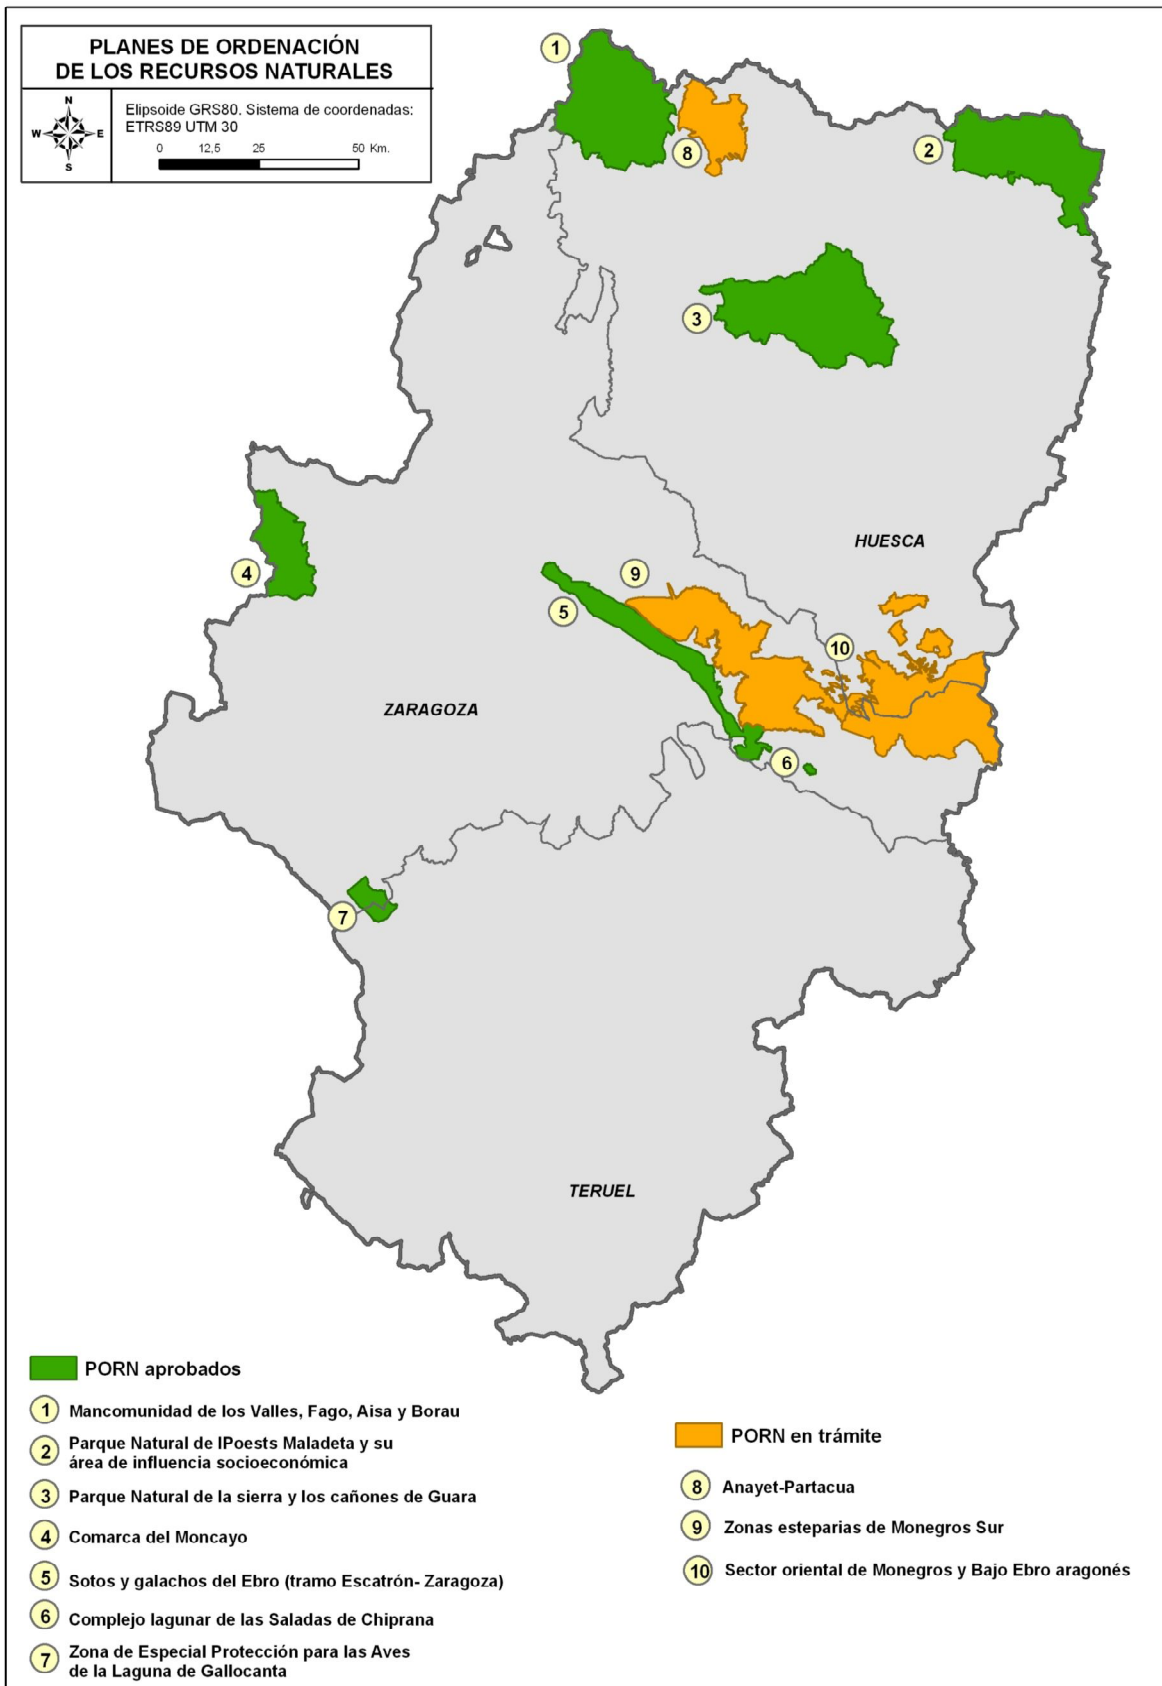 PLANES DE ORDENACIÓN
DE LOS RECURSOS NATURALES
N
W E
S
Elipsoide GRS80. Sistema de coordenadas:
ETRS89 UTM 30
0 12,5 25 50 Km.
1
8
2
3
HUESCA
4
9
5
10
ZARAGOZA
6
7
TERUEL
PORN aprobados
1 Mancomunidad de los Valles, Fago, Aisa y Borau
2 Parque Natural de lPoests Maladeta y su
área de influencia socioeconómica
3 Parque Natural de la sierra y los cañones de Guara
4 Comarca del Moncayo
5 Sotos y galachos del Ebro (tramo Escatrón- Zaragoza)
6 Complejo lagunar de las Saladas de Chiprana
7 Zona de Especial Protección para las Aves
de la Laguna de Gallocanta
PORN en trámite
8 Anayet-Partacua
9 Zonas esteparias de Monegros Sur
10 Sector oriental de Monegros y Bajo Ebro aragonés